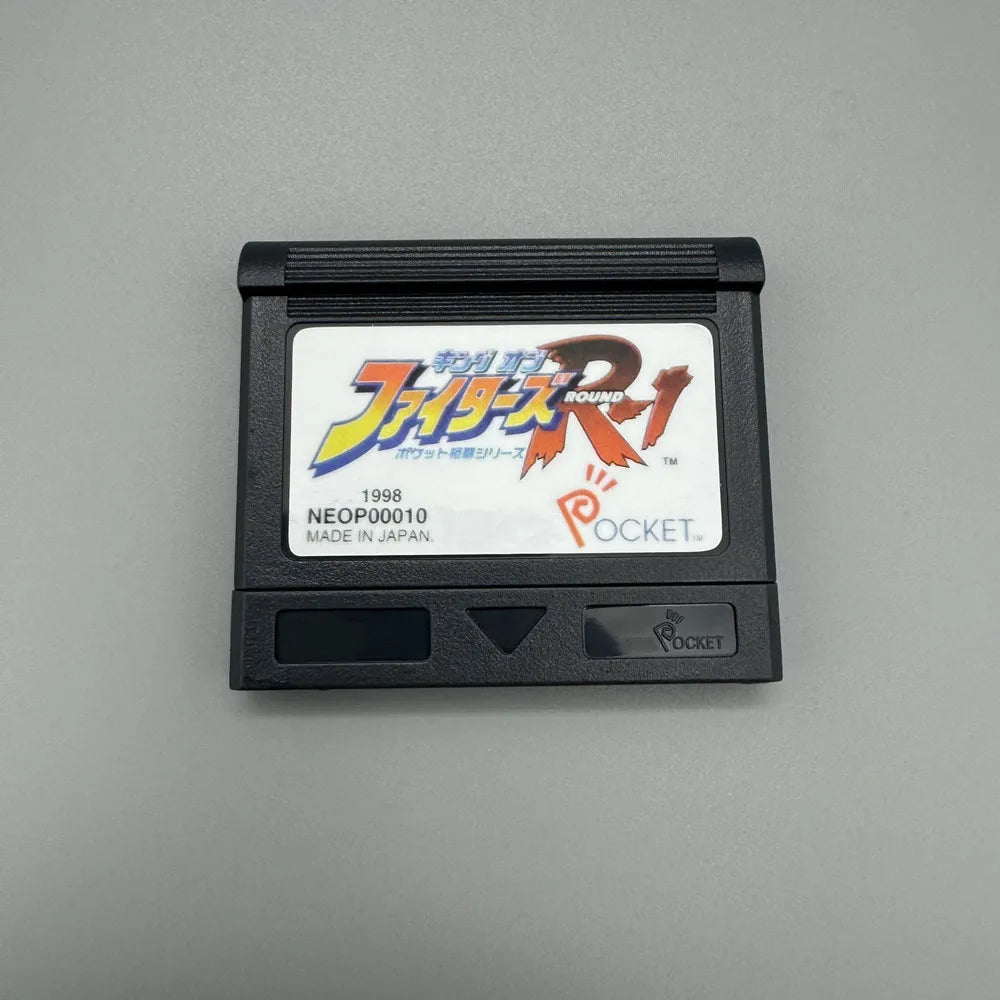 キング オブ
ファイターズ R-1
ROUND
ポケット格闘シリーズ
TM
1998
NEOP00010
MADE IN JAPAN.
POCKET TM
POCKET